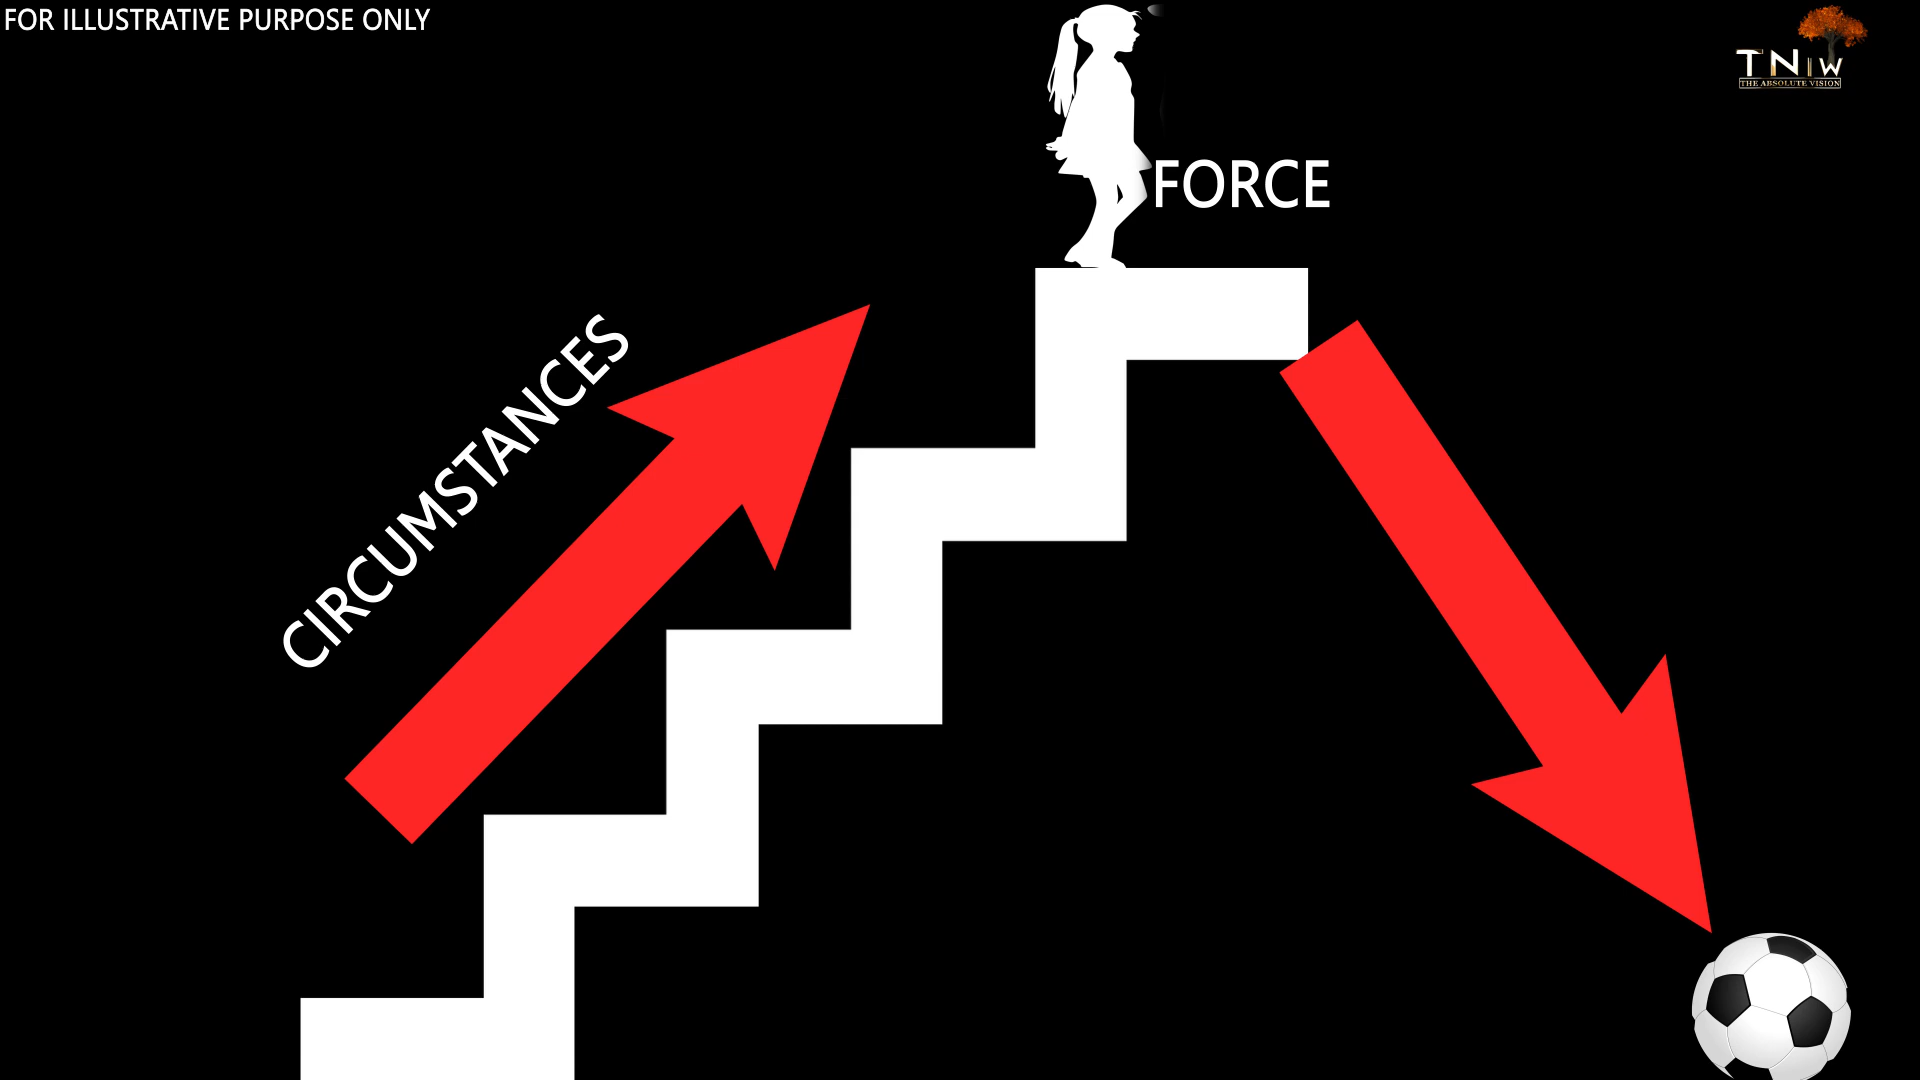 FOR ILLUSTRATIVE PURPOSE ONLY
TNIW
THE ABSOLUTE VISION
FORCE
CIRCUMSTANCES